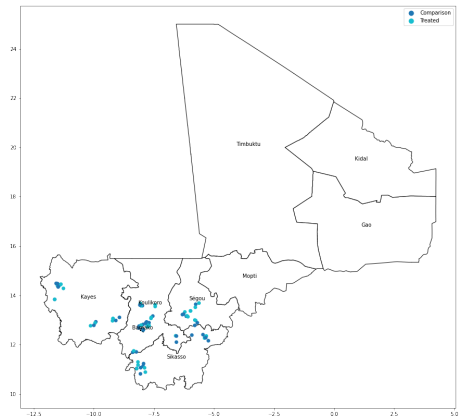 Comparison
Treated
24
22
Timbuktu
20
Kidal
18
Gao
16
Mopti
14
Kayes
Koulikoro
Segou
Bamako
12
Sikasso
10
−12.5 −10.0 −7.5 −5.0 −2.5 0.0 2.5 5.0